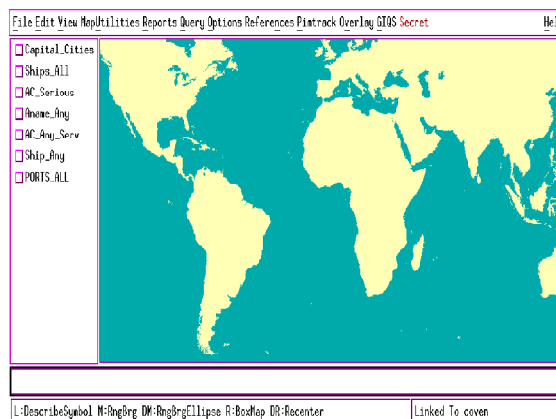 File Edit View MapUtilities Reports Query Options References Pimtrack Overlay GIQS Secret Hel
Capital_Cities
Ships_All
AC_Serious
Aname_Any
AC_Any_Serv
Ship_Any
PORTS_ALL
L:DescribeSymbol M:RngBrg DM:RngBrgEllipse R:BoxMap DR:Recenter
Linked To coven